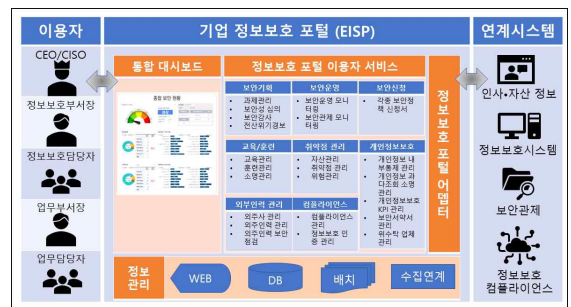 이용자
기업 정보보호 포털 (EISP)
연계시스템
CEO/CISO
정보보호부서장
정보보호담당자
업무부서장
업무담당자
통합 대시보드
종합 보안 현황
정보보호 포털 이용자 서비스
보안기획
• 과제관리
• 보안성 심의
• 보안감사
• 전산위기경보
보안운영
• 보안운영 모니
터링
• 보안관제 모니
터링
보안신청
• 각종 보안정
책 신청서
교육/훈련
• 교육관리
• 훈련관리
• 소명관리
취약점 관리
• 자산관리
• 취약점 관리
• 위험관리
개인정보보호
• 개인정보 내
부통제 관리
• 개인정보 과
다조회 소명
관리
• 개인정보보호
KPI 관리
• 보안서약서
관리
• 위수탁 업체
관리
외부인력 관리
• 외주사 관리
• 외주인력 관리
• 외주인력 보안
점검
컴플라이언스
• 컴플라이언스
관리
• 정보보호 인
증 관리
정보보호 포털 어댑터
정보
관리
WEB
DB
배치
수집연계
인사·자산 정보
정보보호시스템
보안관제
정보보호
컴플라이언스